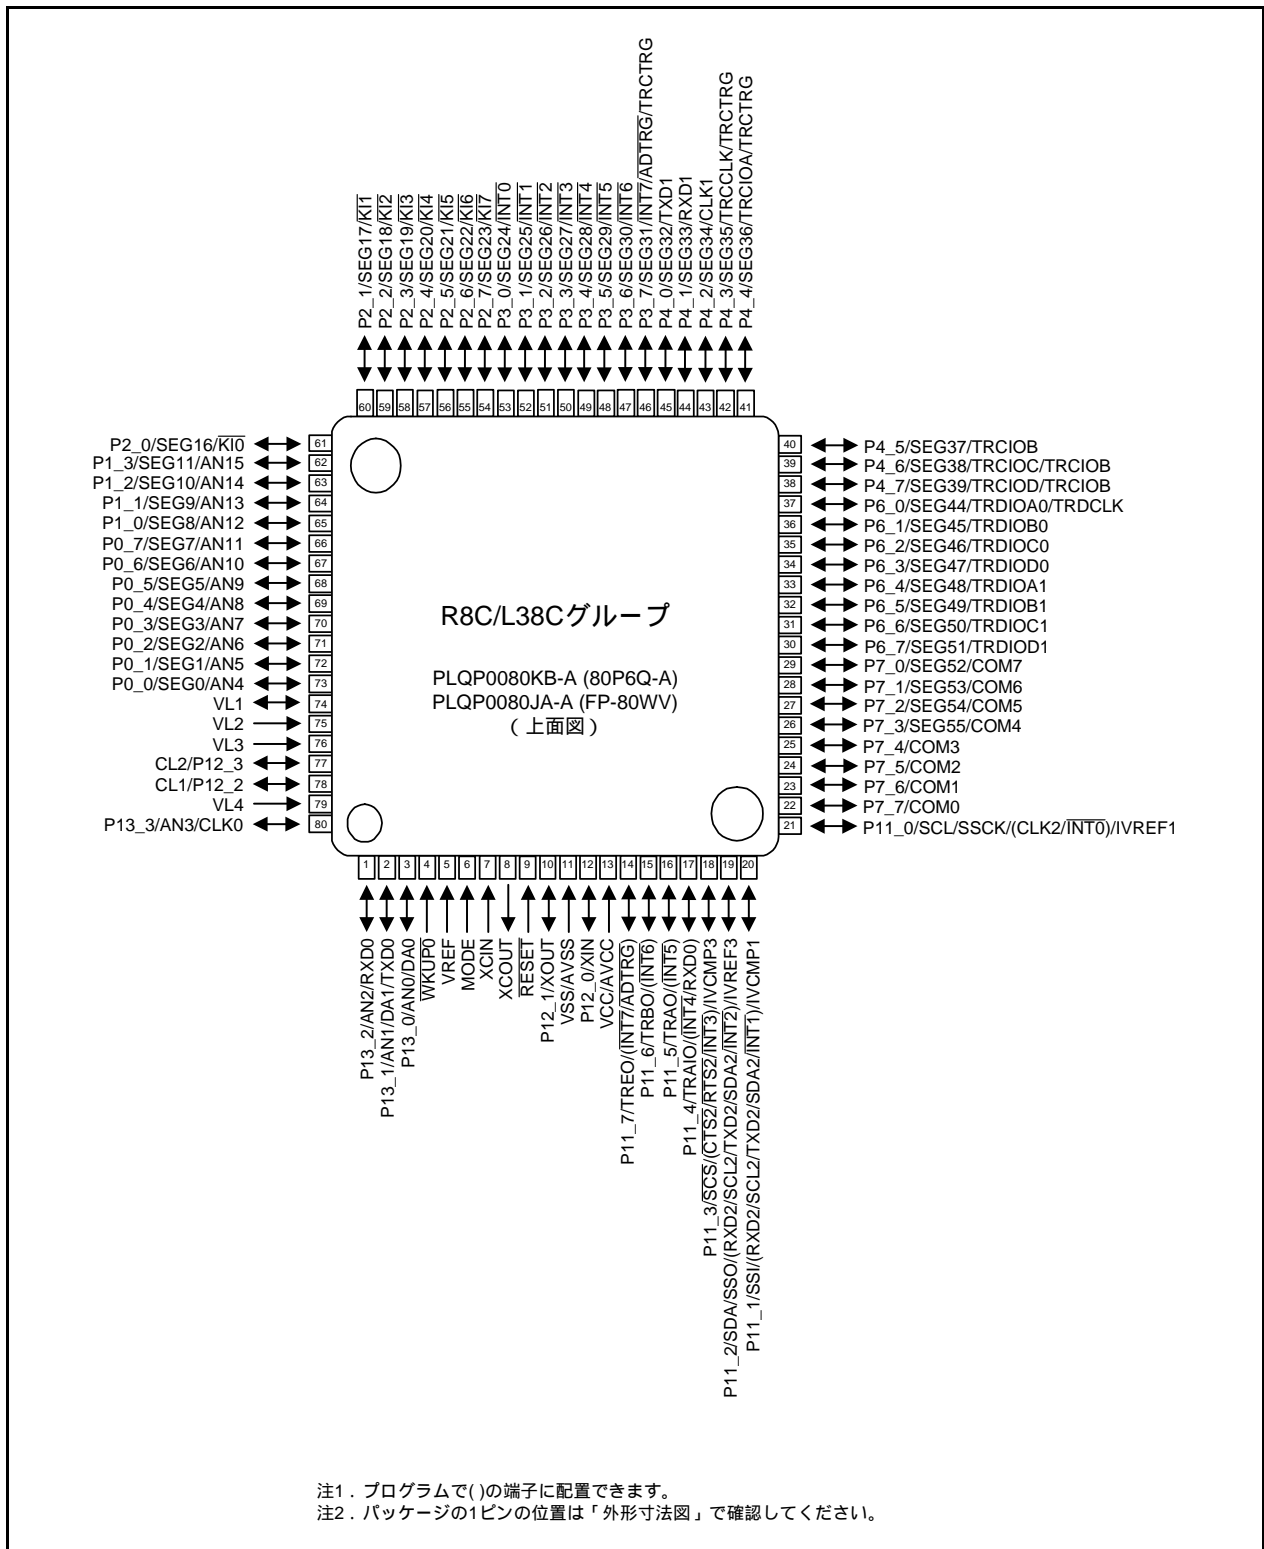 P2_1/SEG17/KI1
P2_2/SEG18/KI2
P2_3/SEG19/KI3
P2_4/SEG20/KI4
P2_5/SEG21/KI5
P2_6/SEG22/KI6
P2_7/SEG23/KI7
P3_0/SEG24/INT0
P3_1/SEG25/INT1
P3_2/SEG26/INT2
P3_3/SEG27/INT3
P3_4/SEG28/INT4
P3_5/SEG29/INT5
P3_6/SEG30/INT6
P3_7/SEG31/INT7/ADTRG/TRCTRG
P4_0/SEG32/TXD1
P4_1/SEG33/RXD1
P4_2/SEG34/CLK1
P4_3/SEG35/TRCCLK/TRCTRG
P4_4/SEG36/TRCIOA/TRCTRG
60 59 58 57 56 55 54 53 52 51 50 49 48 47 46 45 44 43 42 41
P2_0/SEG16/KI0 61
P1_3/SEG11/AN15 62
P1_2/SEG10/AN14 63
P1_1/SEG9/AN13 64
P1_0/SEG8/AN12 65
P0_7/SEG7/AN11 66
P0_6/SEG6/AN10 67
P0_5/SEG5/AN9 68
P0_4/SEG4/AN8 69
P0_3/SEG3/AN7 70
P0_2/SEG2/AN6 71
P0_1/SEG1/AN5 72
P0_0/SEG0/AN4 73
VL1 74
VL2 75
VL3 76
CL2/P12_3 77
CL1/P12_2 78
VL4 79
P13_3/AN3/CLK0 80
R8C/L38Cグループ
PLQP0080KB-A (80P6Q-A)
PLQP0080JA-A (FP-80WV)
(上面図)
40 P4_5/SEG37/TRCIOB
39 P4_6/SEG38/TRCIOC/TRCIOB
38 P4_7/SEG39/TRCIOD/TRCIOB
37 P6_0/SEG44/TRDIOA0/TRDCLK
36 P6_1/SEG45/TRDIOB0
35 P6_2/SEG46/TRDIOC0
34 P6_3/SEG47/TRDIOD0
33 P6_4/SEG48/TRDIOA1
32 P6_5/SEG49/TRDIOB1
31 P6_6/SEG50/TRDIOC1
30 P6_7/SEG51/TRDIOD1
29 P7_0/SEG52/COM7
28 P7_1/SEG53/COM6
27 P7_2/SEG54/COM5
26 P7_3/SEG55/COM4
25 P7_4/COM3
24 P7_5/COM2
23 P7_6/COM1
22 P7_7/COM0
21 P11_0/SCL/SSCK/(CLK2/INT0)/IVREF1
1 2 3 4 5 6 7 8 9 10 11 12 13 14 15 16 17 18 19 20
P13_2/AN2/RXD0
P13_1/AN1/DA1/TXD0
P13_0/AN0/DA0
WKUP0
VREF
MODE
XCIN
XCOUT
RESET
P12_1/XOUT
VSS/AVSS
P12_0/XIN
VCC/AVCC
P11_7/TREO/(INT7/ADTRG)
P11_6/TRBO/(INT6)
P11_5/TRAO/(INT5)
P11_4/TRAIO/(INT4/RXD0)
P11_3/SCS/(CTS2/RTS2/INT3)/IVCMP3
P11_2/SDA/SSO/(RXD2/SCL2/TXD2/SDA2/INT2)/IVREF3
P11_1/SSI/(RXD2/SCL2/TXD2/SDA2/INT1)/IVCMP1
注1．プログラムで( )の端子に配置できます。
注2．パッケージの1ピンの位置は「外形寸法図」で確認してください。